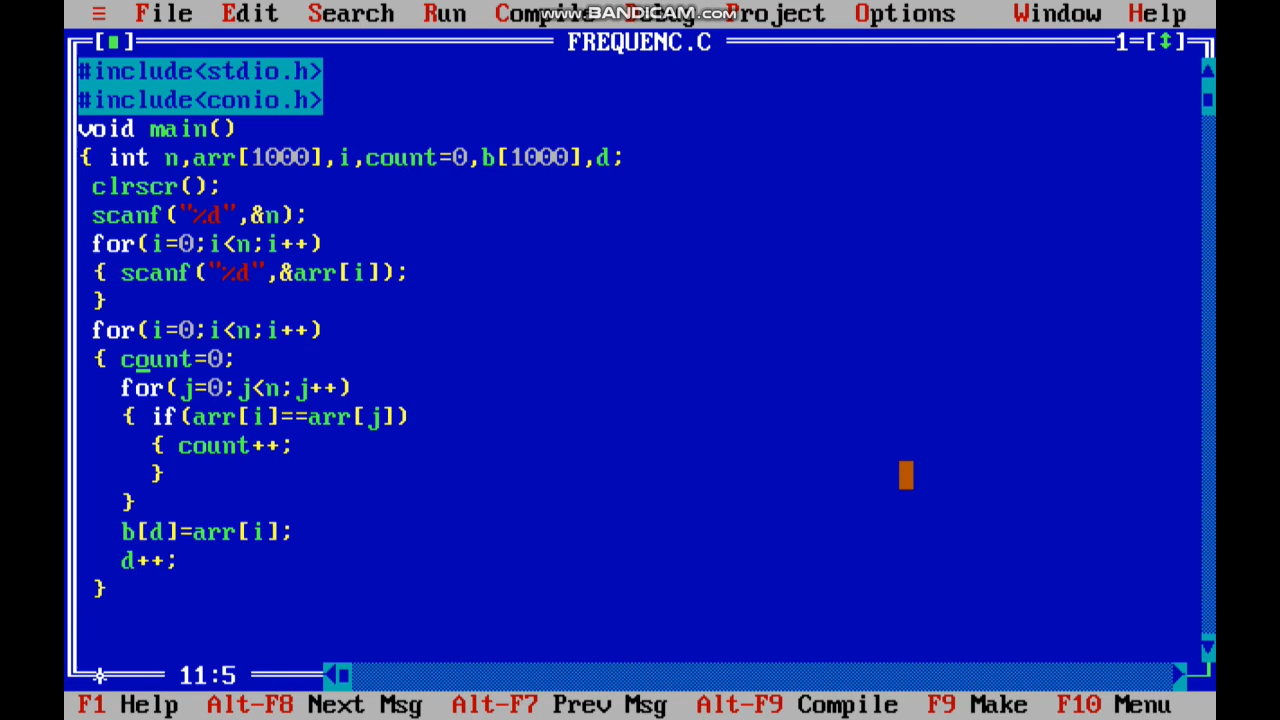 ≡ File Edit Search Run Compile Debug Project Options Window Help
www.BANDICAM.com
[■] FREQUENC.C 1=[↕]
#include<stdio.h>
#include<conio.h>
void main()
{ int n,arr[1000],i,count=0,b[1000],d;
clrscr();
scanf("%d",&n);
for(i=0;i<n;i++)
{ scanf("%d",&arr[i]);
}
for(i=0;i<n;i++)
{ count=0;
for(j=0;j<n;j++)
{ if(arr[i]==arr[j])
{ count++;
}
}
b[d]=arr[i];
d++;
}
11:5
F1 Help Alt-F8 Next Msg Alt-F7 Prev Msg Alt-F9 Compile F9 Make F10 Menu